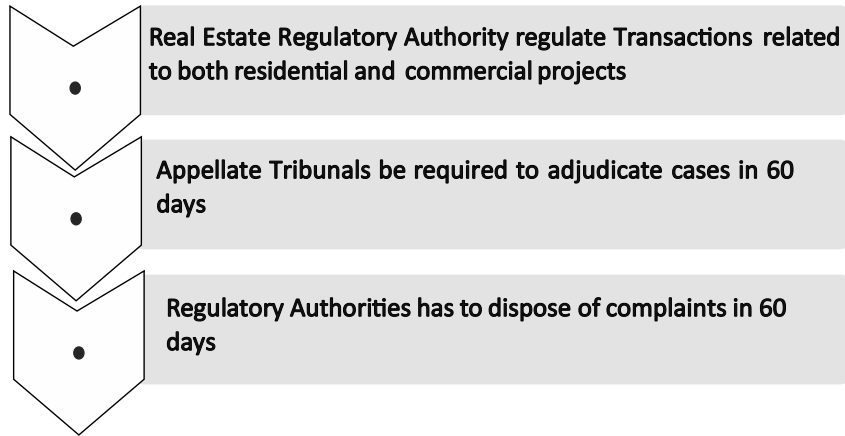 Real Estate Regulatory Authority regulate Transactions related
to both residential and commercial projects
Appellate Tribunals be required to adjudicate cases in 60
days
Regulatory Authorities has to dispose of complaints in 60
days